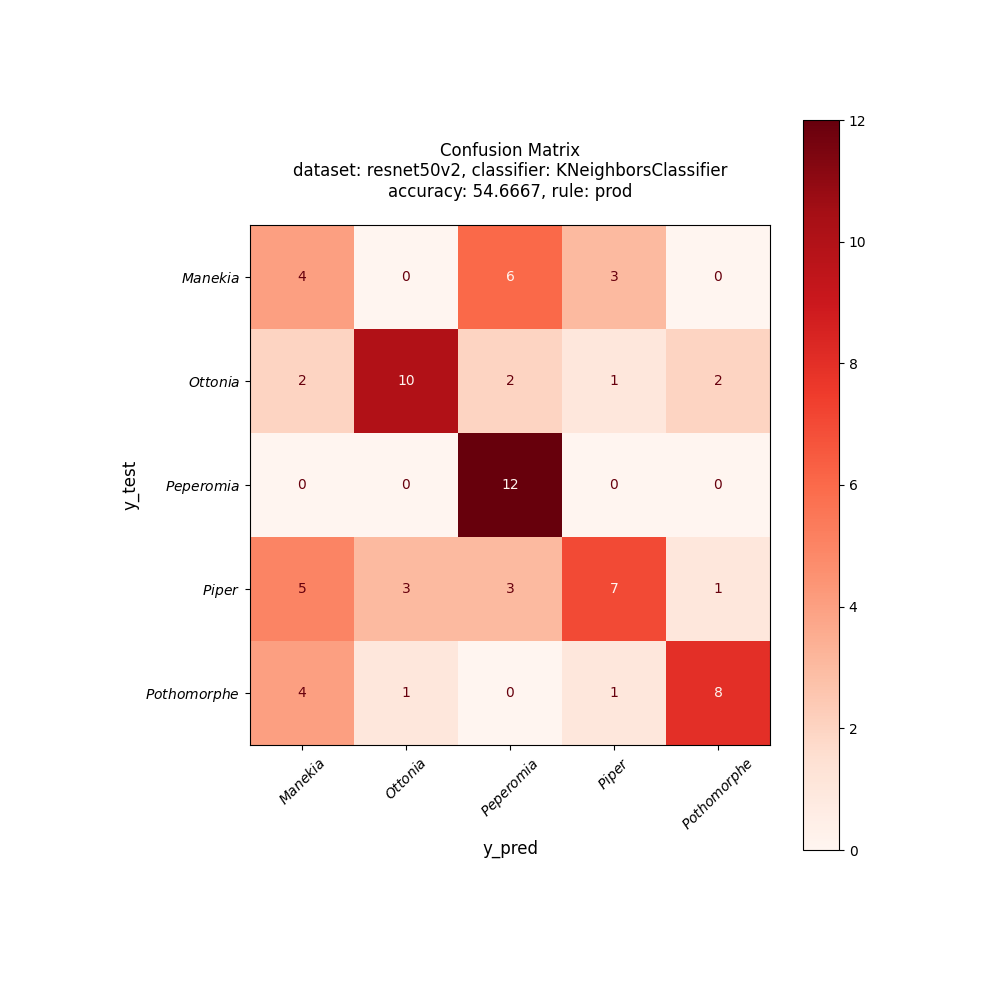 Confusion Matrix
dataset: resnet50v2, classifier: KNeighborsClassifier
accuracy: 54.6667, rule: prod
12
10
8
6
4
2
0
y_test
Manekia 4 0 6 3 0
Ottonia 2 10 2 1 2
Peperomia 0 0 12 0 0
Piper 5 3 3 7 1
Pothomorphe 4 1 0 1 8
Manekia Ottonia Peperomia Piper Pothomorphe
y_pred